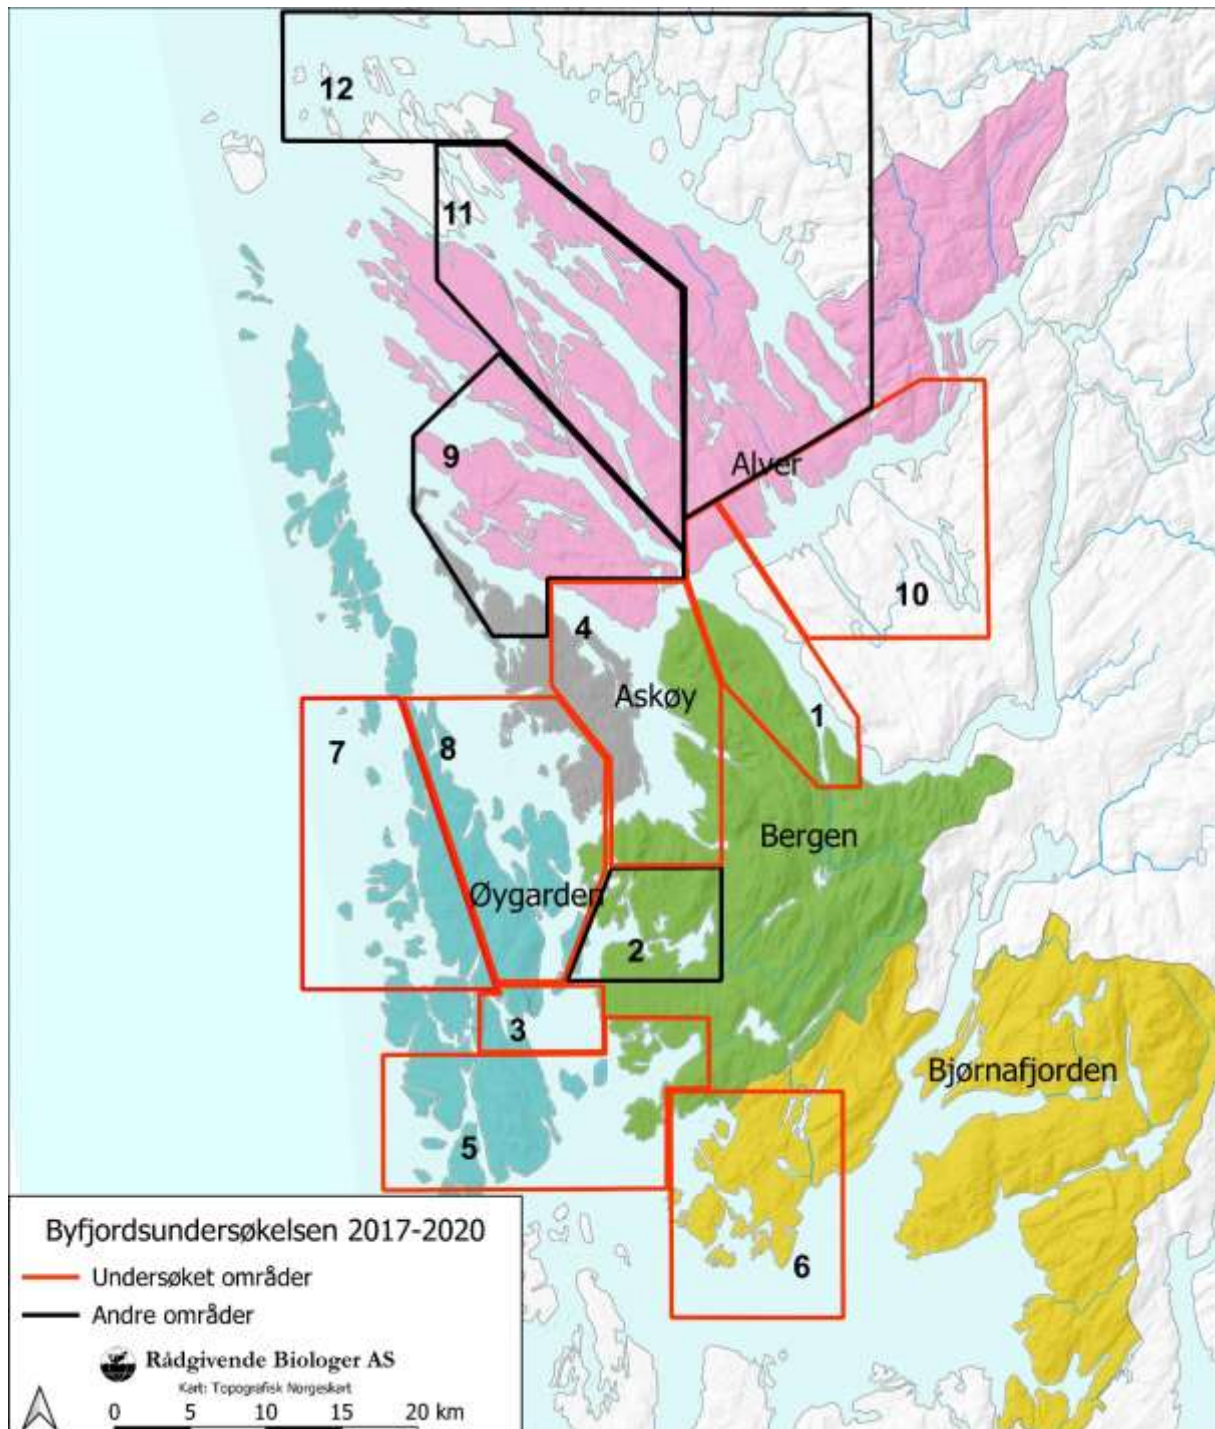 12
11
9
Alver
10
4
Askøy
1
7
8
Bergen
Øygarden
2
3
Bjørnafjorden
5
6
Byfjordsundersøkelsen 2017-2020
Undersøket områder
Andre områder
Rådgivende Biologer AS
Kart: Topografisk Norgeskart
0 5 10 15 20 km